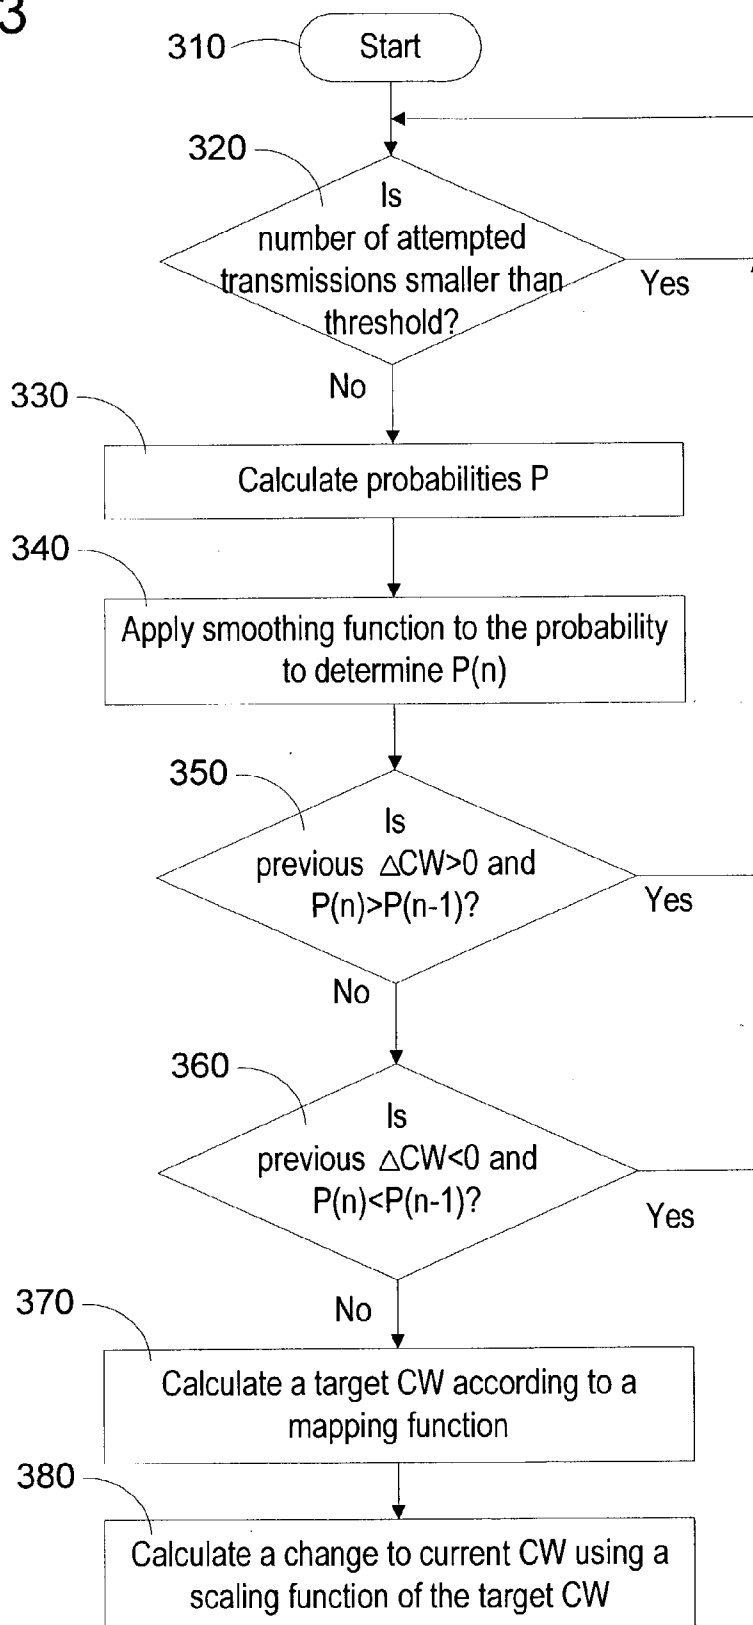 3
310
Start
320
Is
number of attempted
transmissions smaller than
threshold?
Yes
No
330
Calculate probabilities P
340
Apply smoothing function to the probability
to determine P(n)
350
Is
previous △CW>0 and
P(n)>P(n-1)?
Yes
No
360
Is
previous △CW<0 and
P(n)<P(n-1)?
Yes
No
370
Calculate a target CW according to a
mapping function
380
Calculate a change to current CW using a
scaling function of the target CW